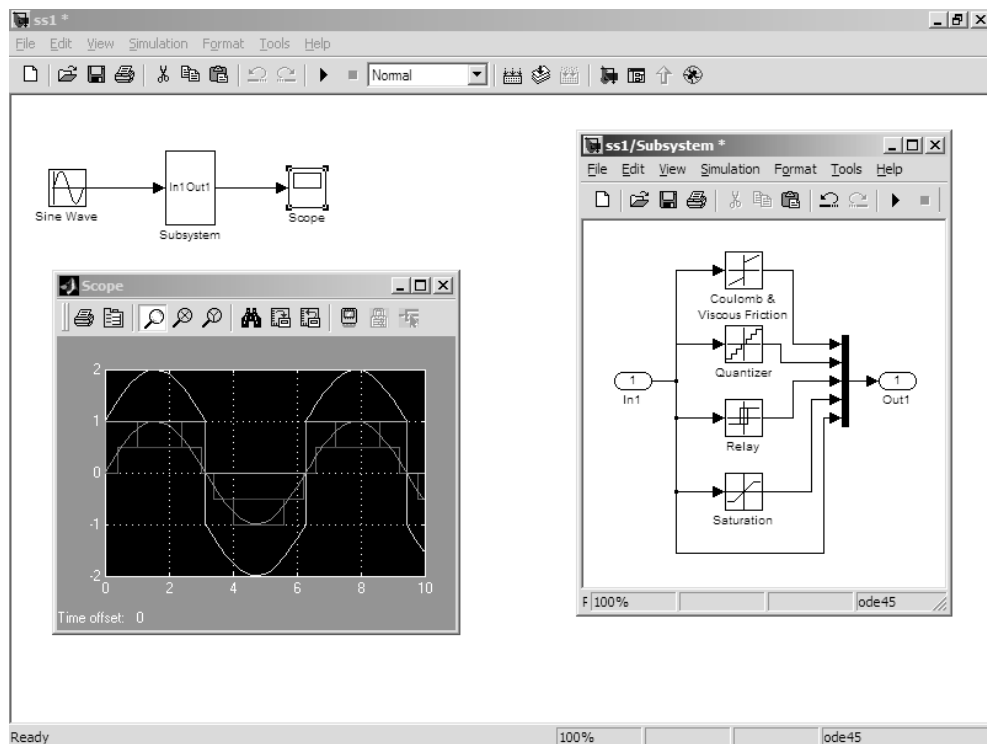 ss1 *
File Edit View Simulation Format Tools Help
Normal
Sine Wave
In1Out1
Subsystem
Scope
Scope
2
1
0
-1
-2
0 2 4 6 8 10
Time offset: 0
ss1/Subsystem *
File Edit View Simulation Format Tools Help
Coulomb &
Viscous Friction
Quantizer
1
In1
1
Out1
Relay
Saturation
F 100% ode45
Ready 100% ode45